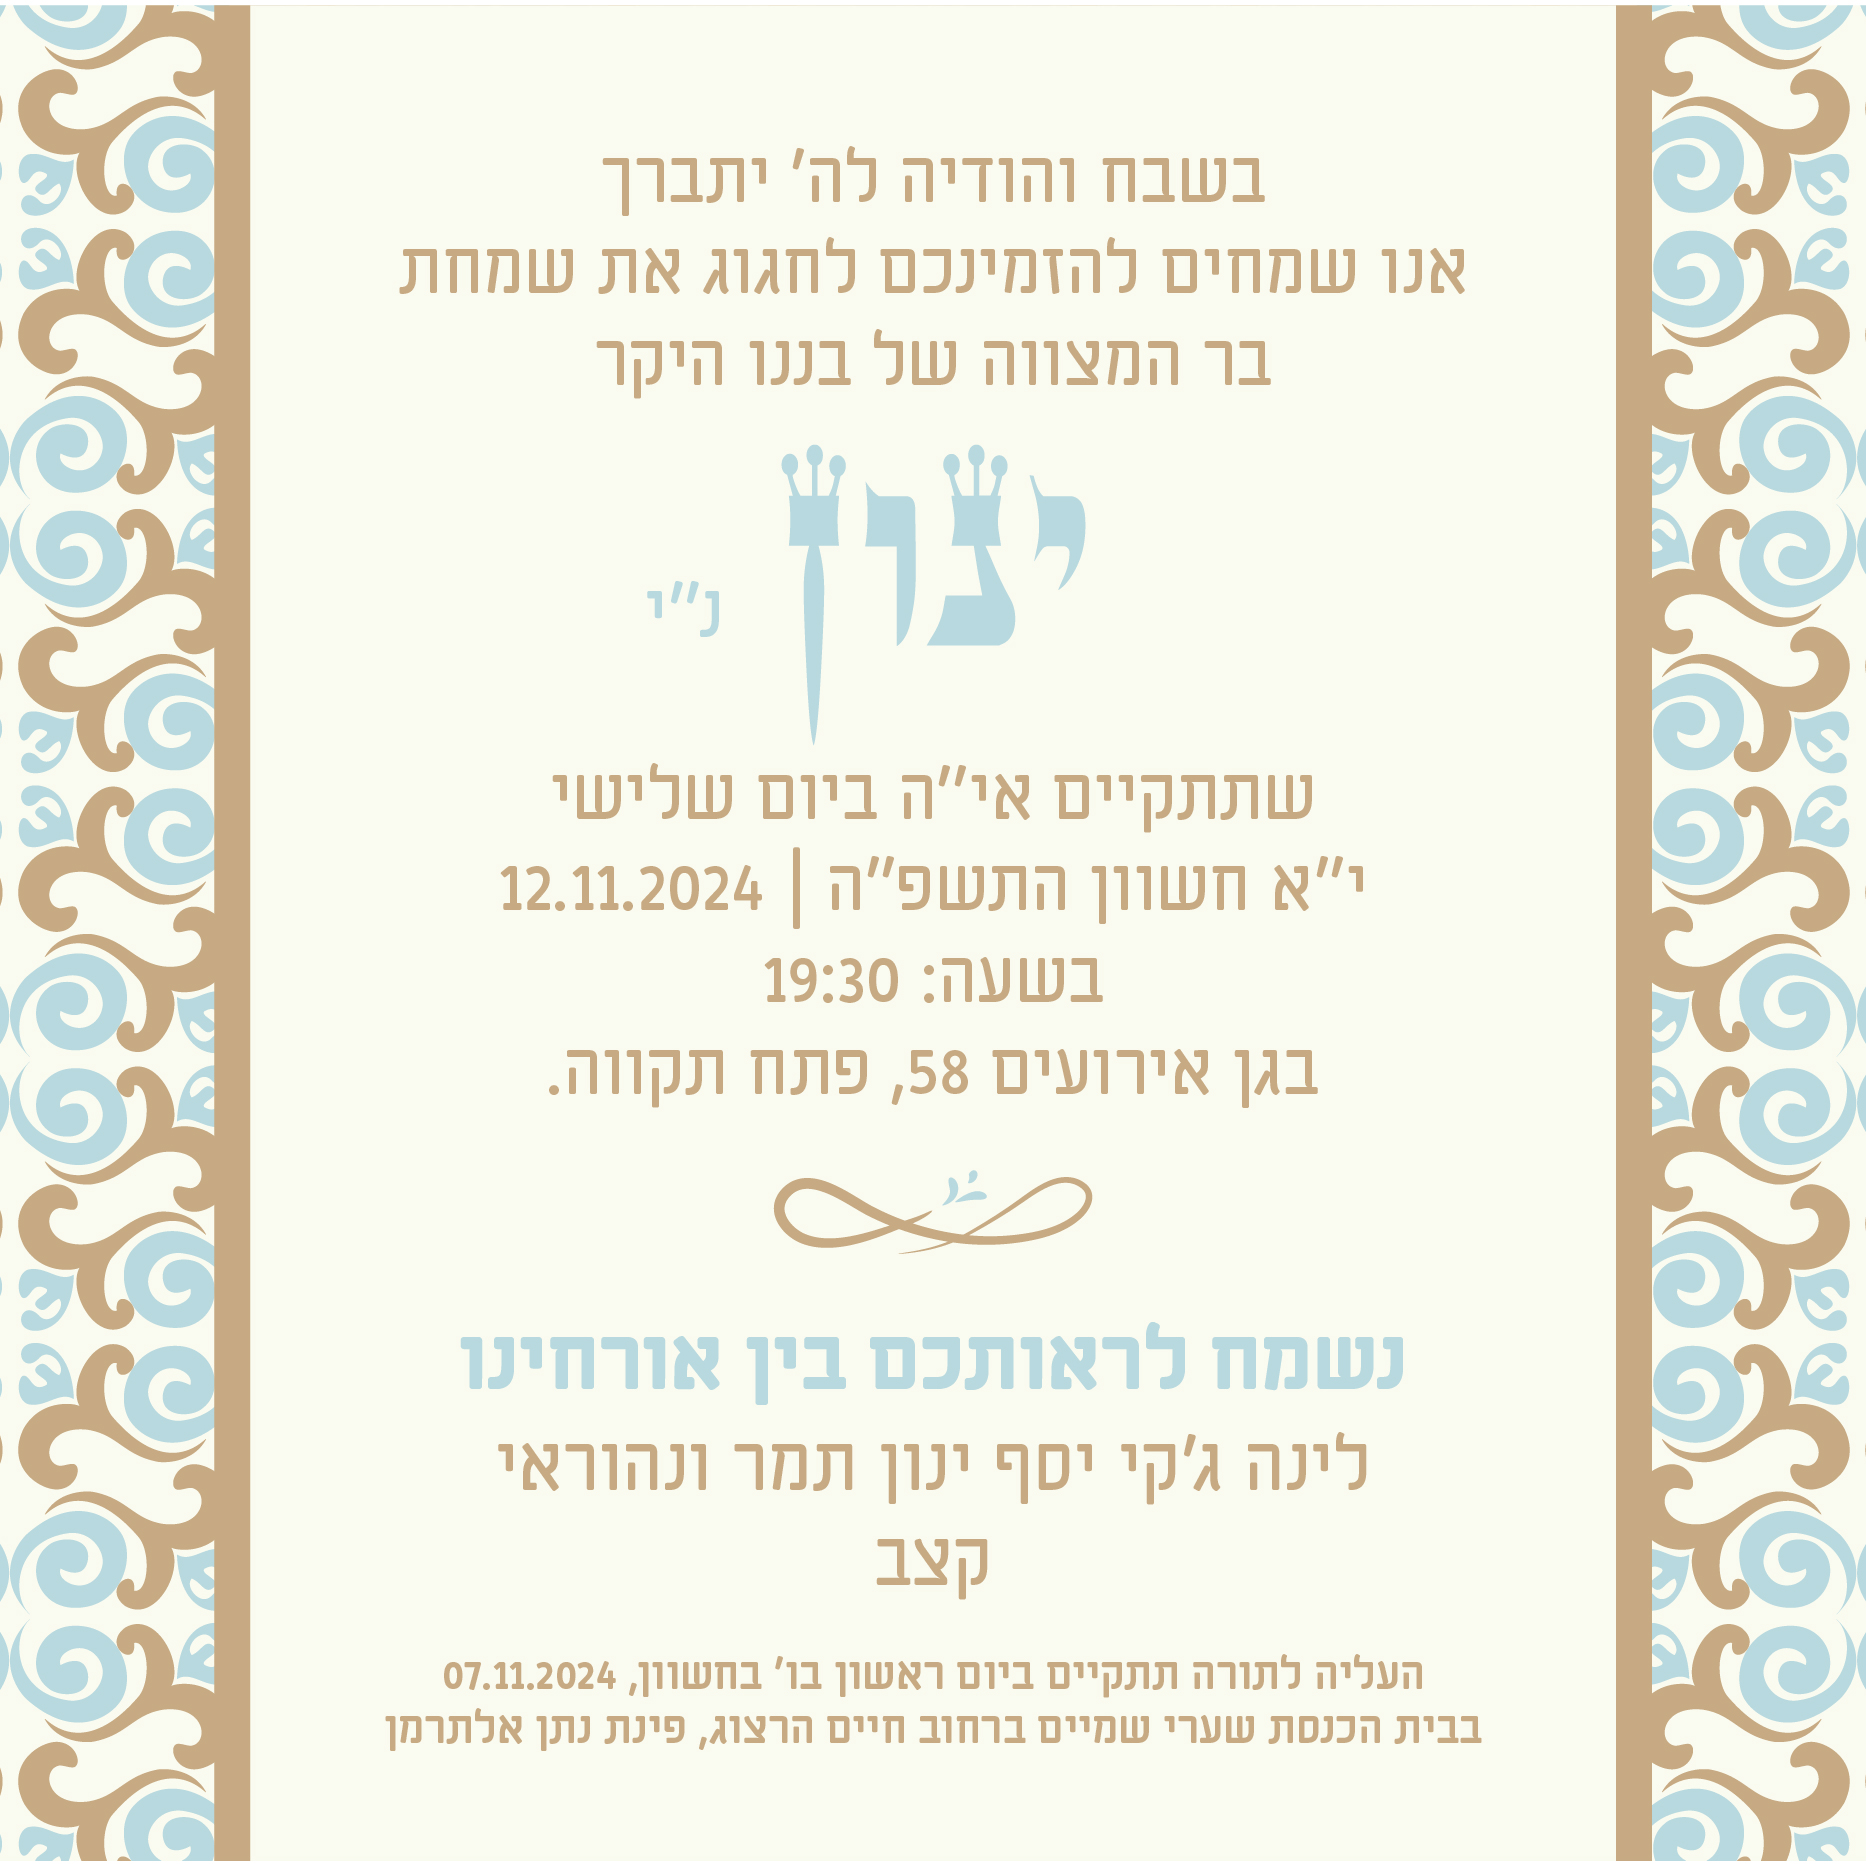 בשבח והודיה לה' יתברך
אנו שמחים להזמינכם לחגוג את שמחת
בר המצווה של בננו היקר
ינון נ"י
שתתקיים אי"ה ביום שלישי
י"א חשוון התשפ"ה | 12.11.2024
בשעה: 19:30
בגן אירועים 58, פתח תקווה.
נשמח לראותכם בין אורחינו
לינה ג'קי יסף ינון תמר ונהוראי
קצב
העליה לתורה תתקיים ביום ראשון בו' בחשוון, 07.11.2024
בבית הכנסת שערי שמיים ברחוב חיים הרצוג, פינת נתן אלתרמן